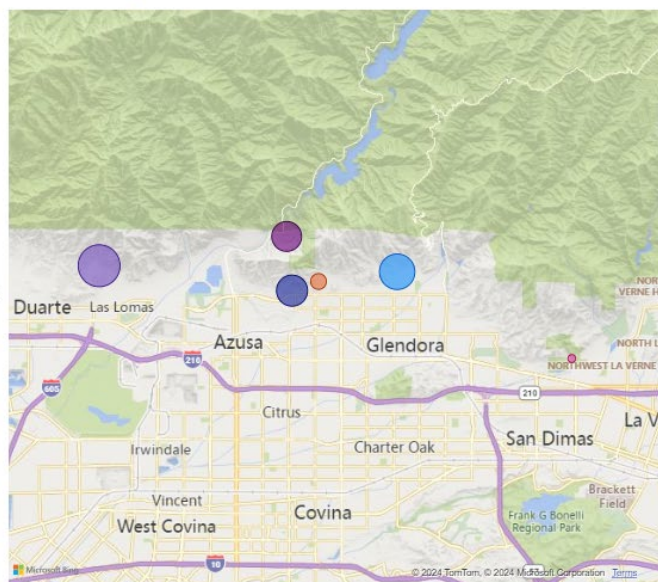 Duarte
Las Lomas
Azusa
Glendora
NOR
VERNE H
NORTH L
NORTHWEST LA VERNE
210
605
210
Citrus
La V
Charter Oak
San Dimas
Irwindale
Vincent
Covina
West Covina
Brackett
Field
Frank G Bonelli
Regional Park
10
57
Microsoft Bing
© 2024 TomTom, © 2024 Microsoft Corporation Terms